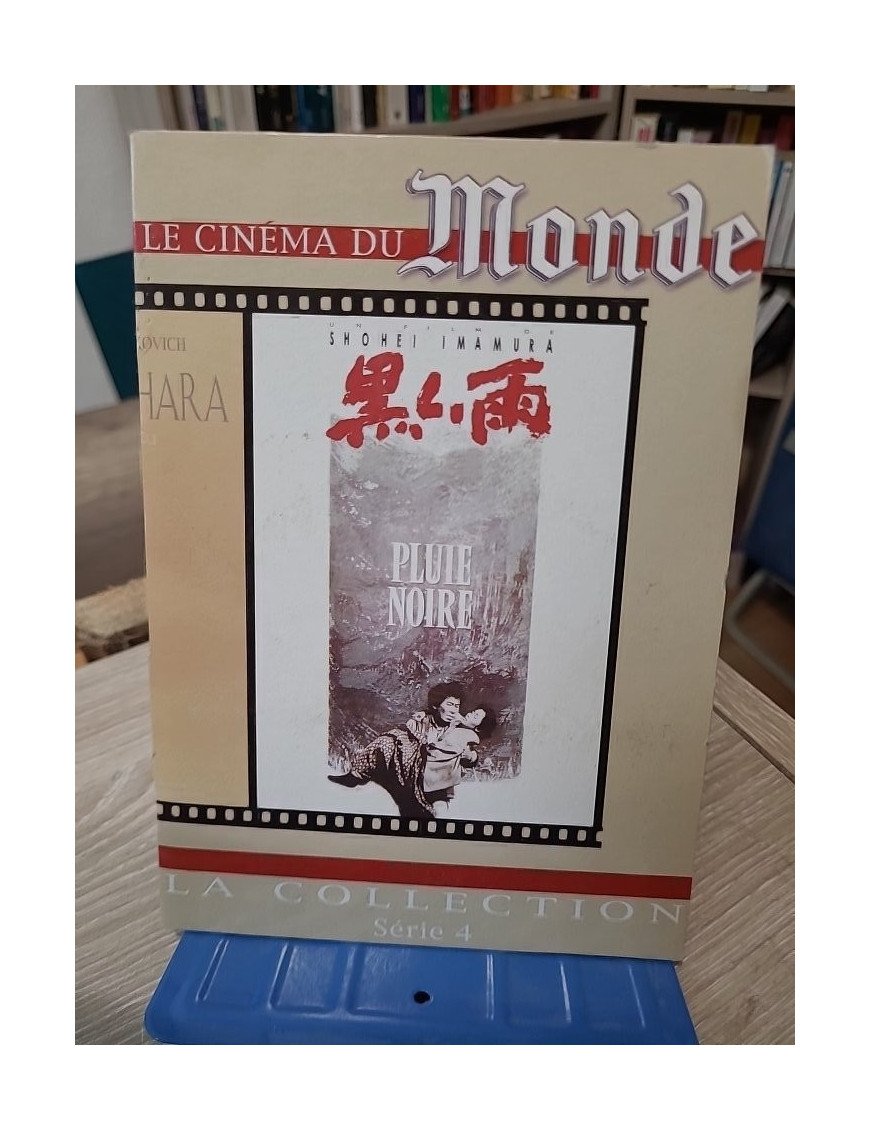 LE CINÉMA DU Monde
UN FILM DE
SHOHEI IMAMURA
黒い雨
OVICH
HARA
PLUIE
NOIRE
LA COLLECTION
Série 4